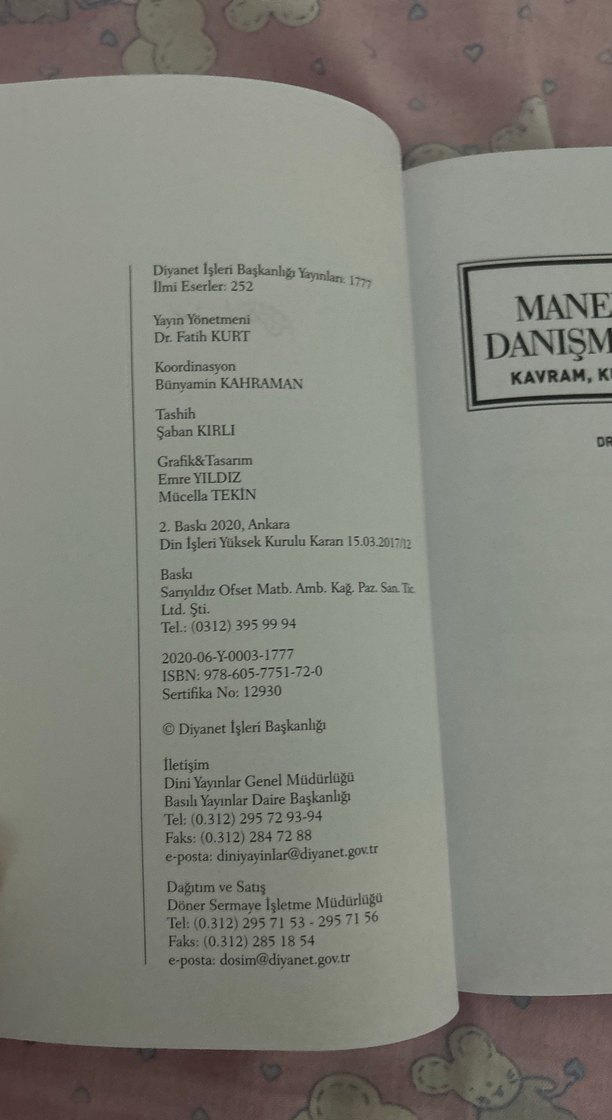 Diyanet İşleri Başkanlığı Yayınları: 1777
İlmi Eserler: 252
Yayın Yönetmeni
Dr. Fatih KURT
Koordinasyon
Bünyamin KAHRAMAN
Tashih
Şaban KIRLI
Grafik&Tasarım
Emre YILDIZ
Mücella TEKİN
2. Baskı 2020, Ankara
Din İşleri Yüksek Kurulu Kararı 15.03.2017/12
Baskı
Sarıyıldız Ofset Matb. Amb. Kağ. Paz. San. Tic.
Ltd. Şti.
Tel.: (0312) 395 99 94
2020-06-Y-0003-1777
ISBN: 978-605-7751-72-0
Sertifika No: 12930
© Diyanet İşleri Başkanlığı
İletişim
Dini Yayınlar Genel Müdürlüğü
Basılı Yayınlar Daire Başkanlığı
Tel: (0.312) 295 72 93-94
Faks: (0.312) 284 72 88
e-posta: diniyayinlar@diyanet.gov.tr
Dağıtım ve Satış
Döner Sermaye İşletme Müdürlüğü
Tel: (0.312) 295 71 53 - 295 71 56
Faks: (0.312) 285 18 54
e-posta: dosim@diyanet.gov.tr
MANE
DANIŞM
KAVRAM, KU
DR